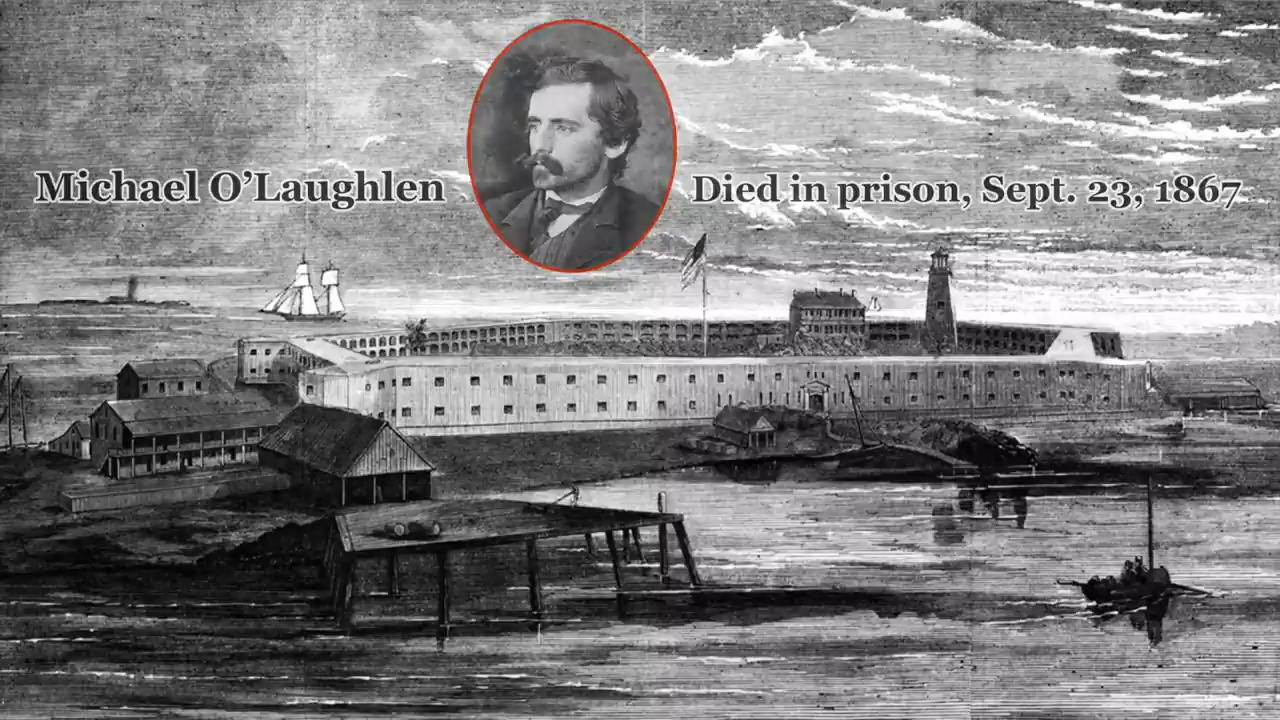 Michael O’Laughlen
Died in prison, Sept. 23, 1867